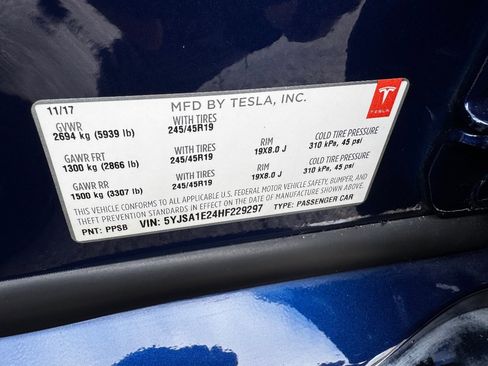 11/17 MFD BY TESLA, INC.
GVWR WITH TIRES
2694 kg (5939 lb) 245/45R19
GAWR FRT WITH TIRES RIM COLD TIRE PRESSURE
1300 kg (2866 lb) 245/45R19 19X8.0 J 310 kPa, 45 psi
GAWR RR WITH TIRES RIM COLD TIRE PRESSURE
1500 kg (3307 lb) 245/45R19 19X8.0 J 310 kPa, 45 psi
THIS VEHICLE CONFORMS TO ALL APPLICABLE U.S. FEDERAL MOTOR VEHICLE SAFETY, BUMPER, AND
THEFT PREVENTION STANDARDS IN EFFECT ON THE DATE OF MANUFACTURE SHOWN ABOVE.
PNT: PPSB VIN: 5YJSA1E24HF229297 TYPE: PASSENGER CAR
TESLA